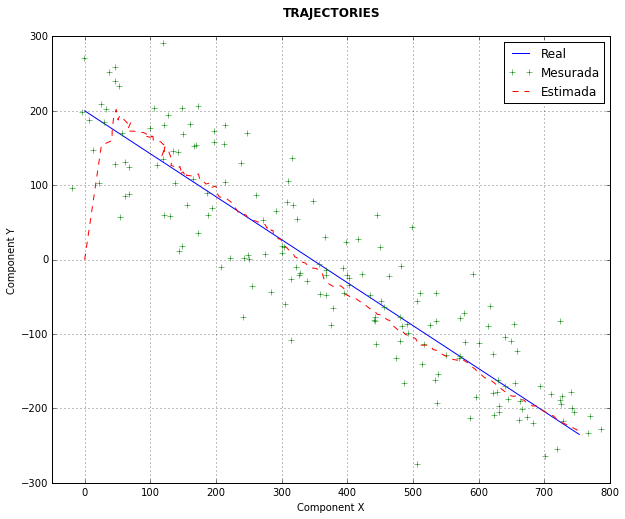 TRAJECTORIES
Real
Mesurada
Estimada
300
200
100
0
−100
−200
−300
Component Y
0
100
200
300
400
500
600
700
800
Component X